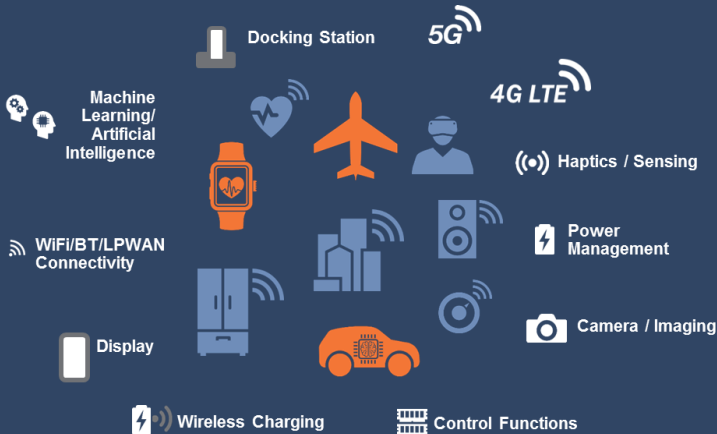 Docking Station
5G
4G LTE
Machine
Learning/
Artificial
Intelligence
Haptics / Sensing
WiFi/BT/LPWAN
Connectivity
Power
Management
Display
Camera / Imaging
Wireless Charging
Control Functions